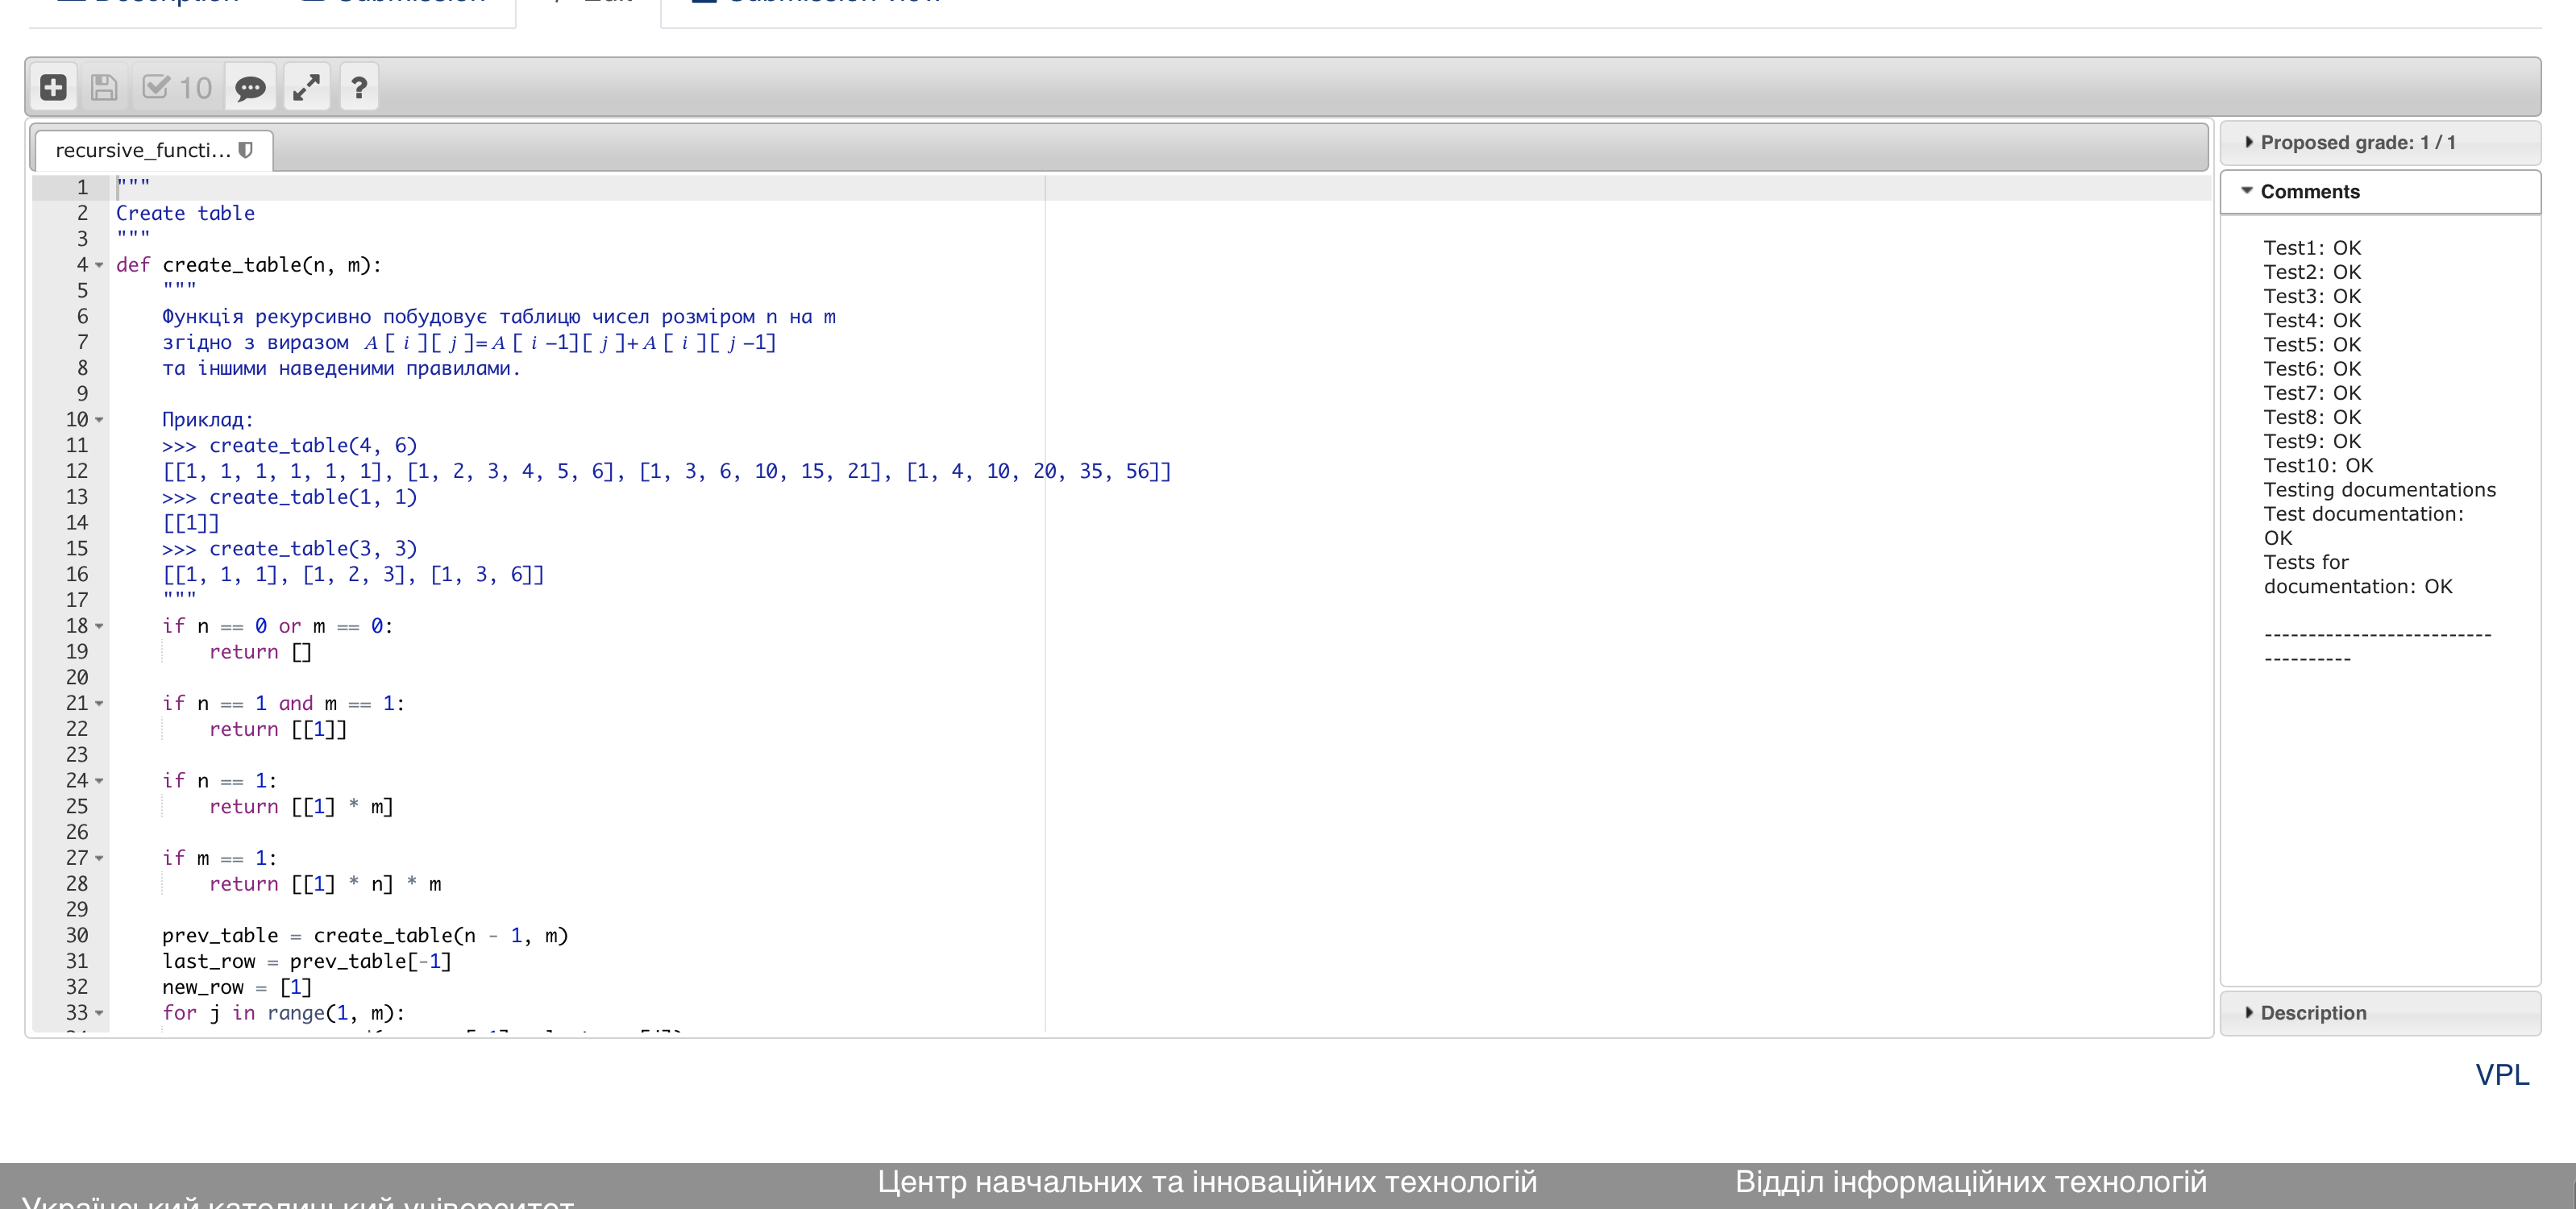 Description Submission Edit Submission view
10
recursive_functi...
Proposed grade: 1 / 1
Comments
1 """
2 Create table
3 """
4 def create_table(n, m):
5 """
6 Функція рекурсивно побудовує таблицю чисел розміром n на m
7 згідно з виразом A [ i ][ j ]=A [ i −1][ j ]+A [ i ][ j −1]
8 та іншими наведеними правилами.
9
10 Приклад:
11 >>> create_table(4, 6)
12 [[1, 1, 1, 1, 1, 1], [1, 2, 3, 4, 5, 6], [1, 3, 6, 10, 15, 21], [1, 4, 10, 20, 35, 56]]
13 >>> create_table(1, 1)
14 [[1]]
15 >>> create_table(3, 3)
16 [[1, 1, 1], [1, 2, 3], [1, 3, 6]]
17 """
18 if n == 0 or m == 0:
19 return []
20
21 if n == 1 and m == 1:
22 return [[1]]
23
24 if n == 1:
25 return [[1] * m]
26
27 if m == 1:
28 return [[1] * n] * m
29
30 prev_table = create_table(n - 1, m)
31 last_row = prev_table[-1]
32 new_row = [1]
33 for j in range(1, m):
Test1: OK
Test2: OK
Test3: OK
Test4: OK
Test5: OK
Test6: OK
Test7: OK
Test8: OK
Test9: OK
Test10: OK
Testing documentations
Test documentation:
OK
Tests for
documentation: OK
--------------------------
----------
Description
VPL
Центр навчальних та інноваційних технологій
Відділ інформаційних технологій
Український католицький університет